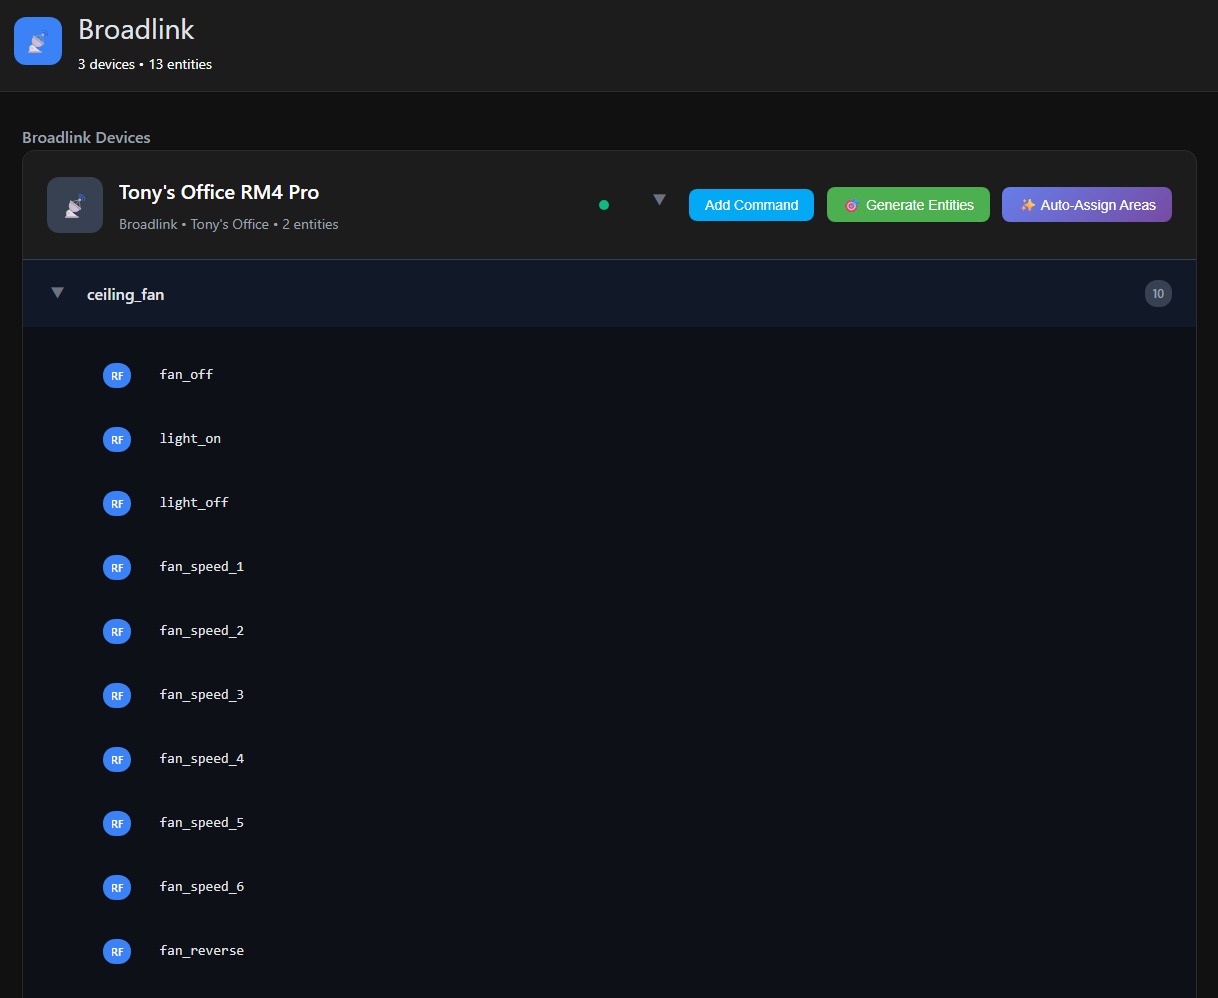 Broadlink
3 devices • 13 entities
Broadlink Devices
Tony's Office RM4 Pro
Broadlink • Tony's Office • 2 entities
Add Command
Generate Entities
Auto-Assign Areas
ceiling_fan
10
RF fan_off
RF light_on
RF light_off
RF fan_speed_1
RF fan_speed_2
RF fan_speed_3
RF fan_speed_4
RF fan_speed_5
RF fan_speed_6
RF fan_reverse